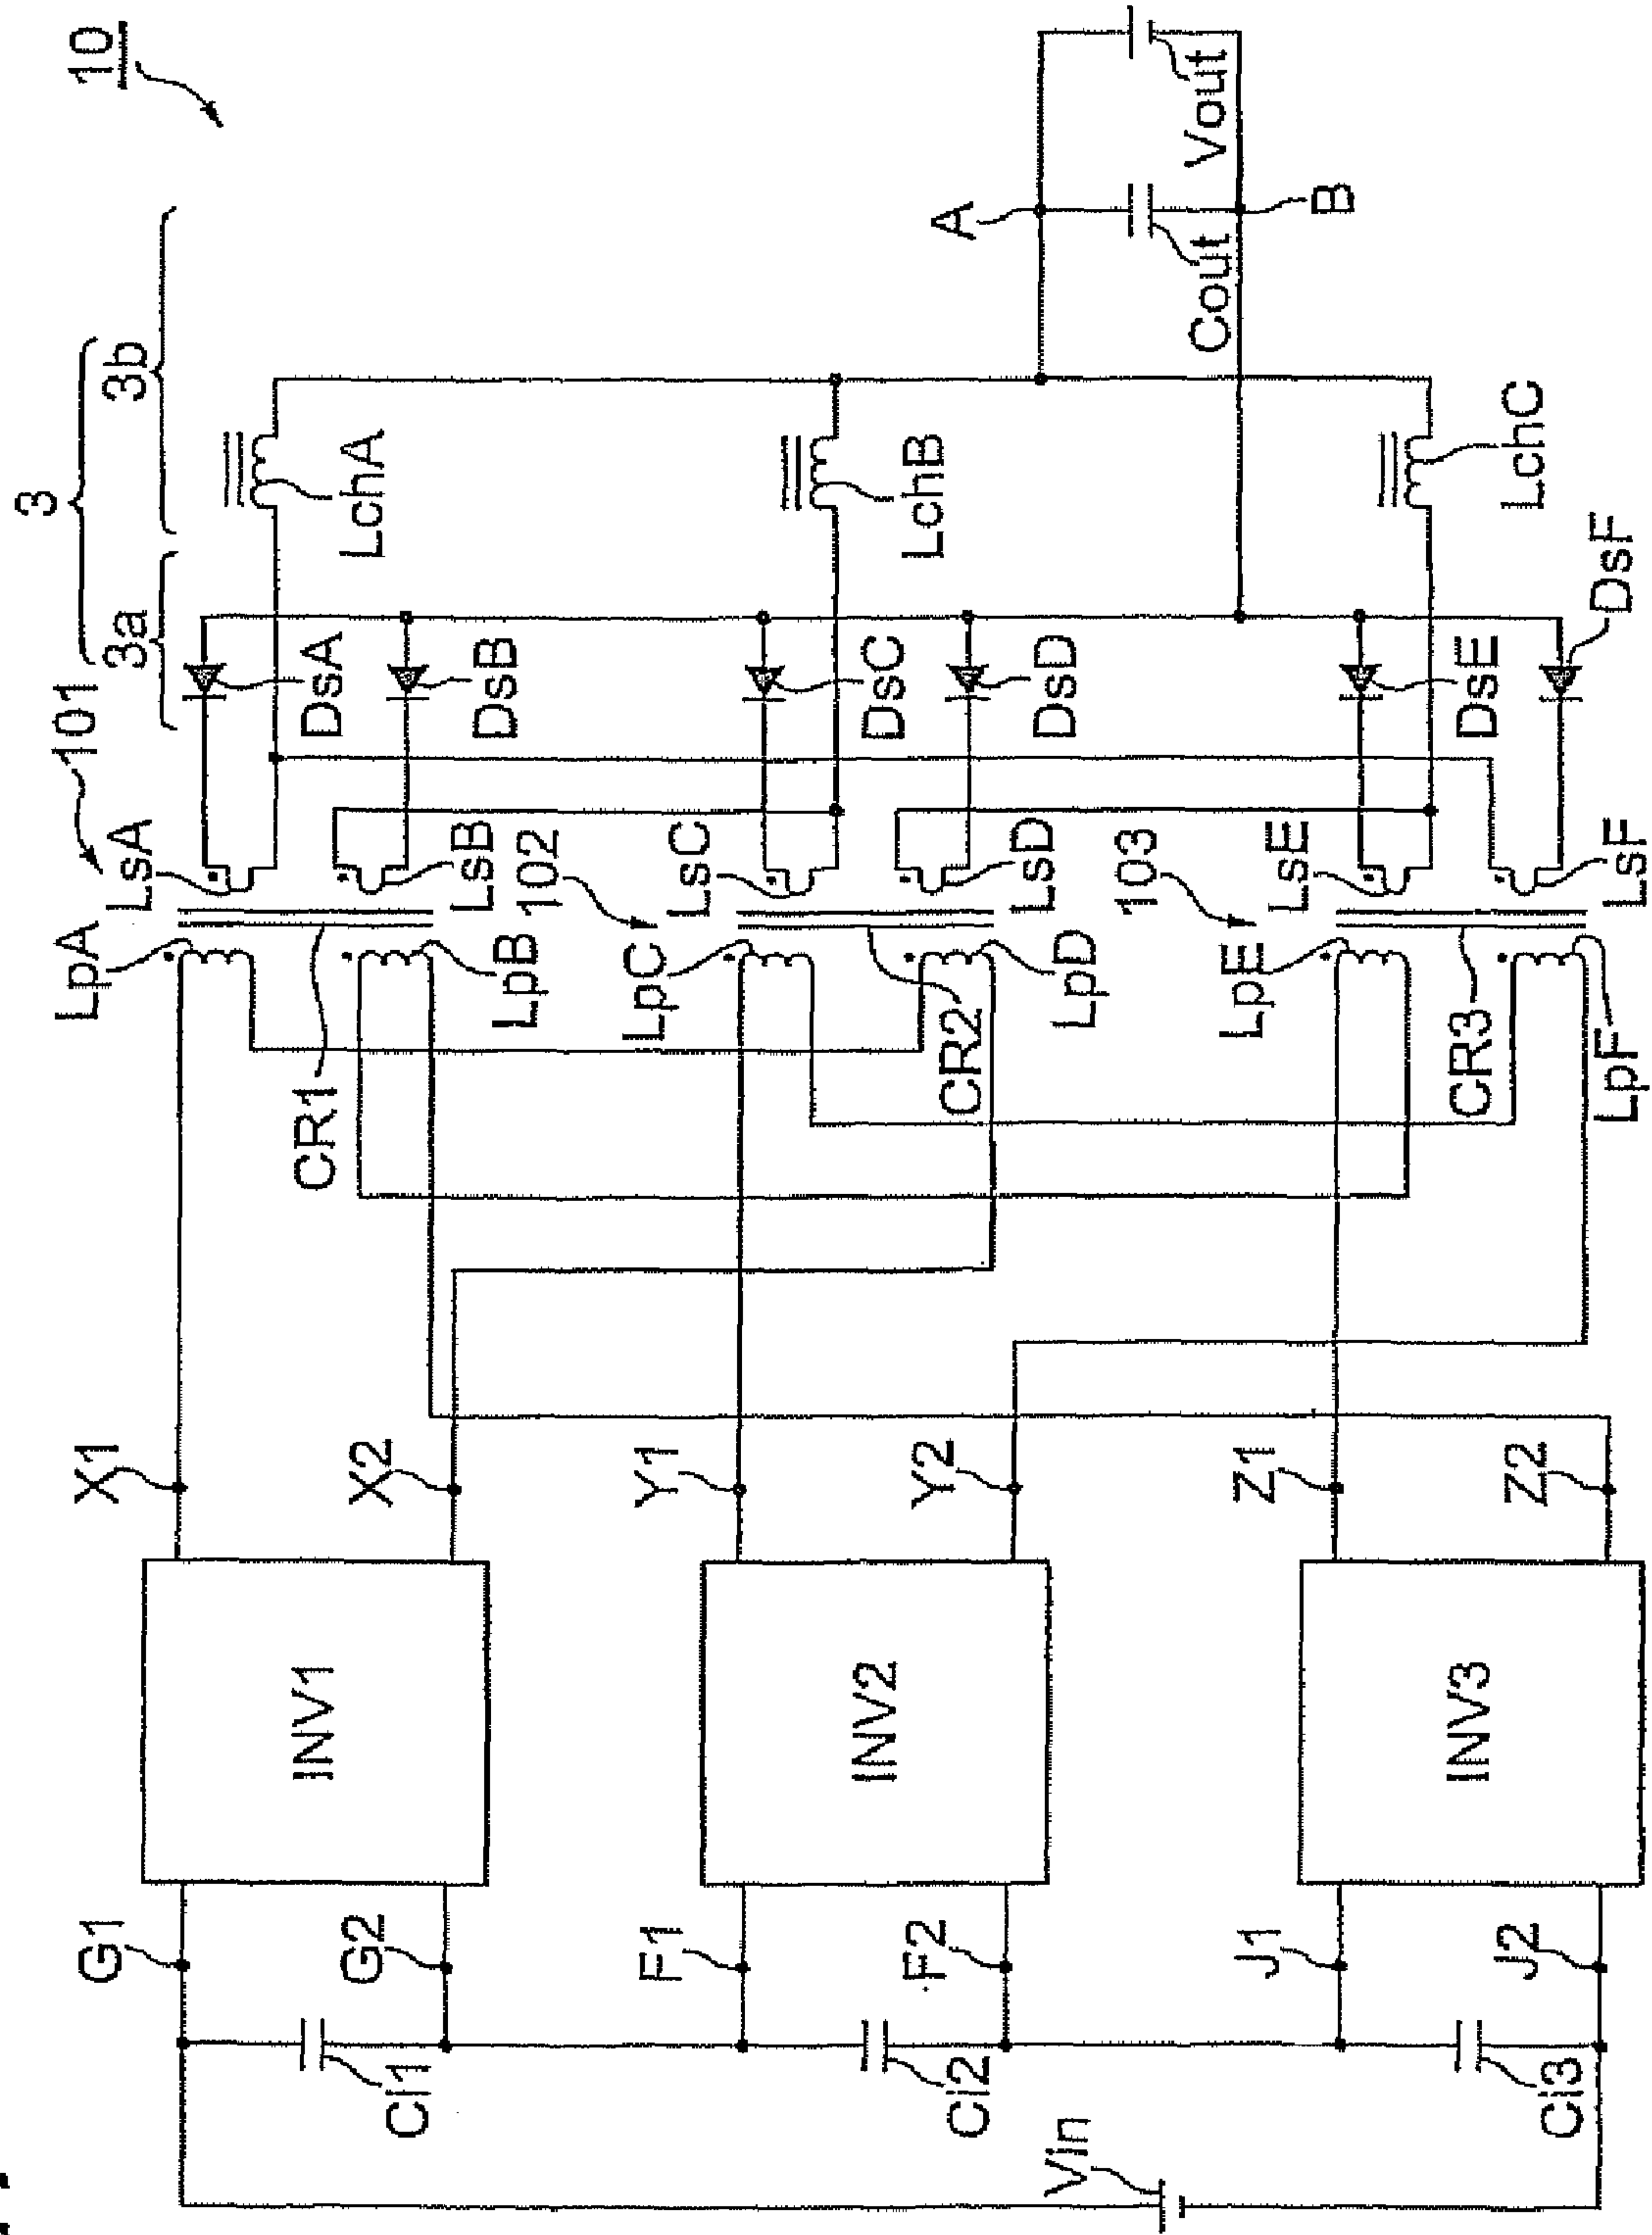 10
3
3a
3b
101
LpA
LsA
DsA
LchA
LsB
DsB
LpB
CR1
102
LpC
LsC
DsC
LchB
A
Cout
Vout
B
LsD
DsD
LpD
CR2
103
LpE
LsE
DsE
LchC
LsF
DsF
CR3
LpF
X1
X2
Y1
Y2
Z1
Z2
INV1
INV2
INV3
G1
G2
F1
F2
J1
J2
Ci1
Ci2
Ci3
Vin